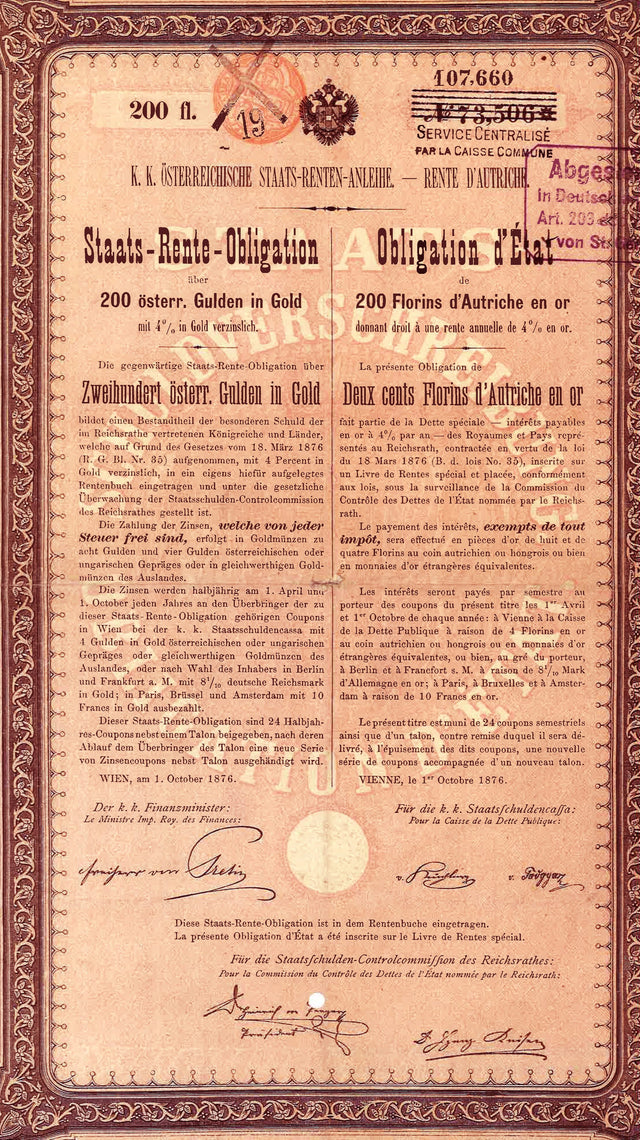 107,660
200 fl.
19
No 73,506
SERVICE CENTRALISÉ
PAR LA CAISSE COMMUNE
in Deutsch
Art. 203
von St.
K. K. ÖSTERREICHISCHE STAATS-RENTEN-ANLEIHE. — RENTE D'AUTRICHE.
Staats-Rente-Obligation
über
200 österr. Gulden in Gold
mit 4% in Gold verzinslich.
Die gegenwärtige Staats-Rente-Obligation über
Zweihundert österr. Gulden in Gold
bildet einen Bestandtheil der besonderen Schuld der
im Reichsrathe vertretenen Königreiche und Länder,
welche auf Grund des Gesetzes vom 18. März 1876
(R. G. Bl. Nr. 35) aufgenommen, mit 4 Percent in
Gold verzinslich, in ein eigens hiefür aufgelegtes
Rentenbuch eingetragen und unter die gesetzliche
Überwachung der Staatsschulden-Controlcommission
des Reichsrathes gestellt ist.
Die Zahlung der Zinsen, welche von jeder
Steuer frei sind, erfolgt in Goldmünzen zu
acht Gulden und vier Gulden österreichischen oder
ungarischen Gepräges oder in gleichwerthigen Gold-
münzen des Auslandes.
Die Zinsen werden halbjährig am 1. April und
1. October jeden Jahres an den Überbringer der zu
dieser Staats-Rente-Obligation gehörigen Coupons
in Wien bei der k. k. Staatsschuldencassa mit
4 Gulden in Gold österreichischen oder ungarischen
Gepräges oder gleichwerthigen Goldmünzen des
Auslandes, oder nach Wahl des Inhabers in Berlin
und Frankfurt a. M. mit 8 1/10 deutsche Reichsmark
in Gold; in Paris, Brüssel und Amsterdam mit 10
Francs in Gold ausbezahlt.
Dieser Staats-Rente-Obligation sind 24 Halbjah-
res-Coupons nebst einem Talon beigegeben, nach deren
Ablauf dem Überbringer des Talon eine neue Serie
von Zinsencoupons nebst Talon ausgehändigt wird.
WIEN, am 1. October 1876.
Obligation d'État
de
200 Florins d'Autriche en or
donnant droit à une rente annuelle de 4% en or.
La présente Obligation de
Deux cents Florins d'Autriche en or
fait partie de la Dette spéciale — intérêts payables
en or à 4% par an — des Royaumes et Pays repré-
sentés au Reichsrath, contractée en vertu de la loi
du 18 Mars 1876 (B. d. lois No. 35), inscrite sur
un Livre de Rentes spécial et placée, conformément
aux lois, sous la surveillance de la Commission du
Contrôle des Dettes de l'État nommée par le Reichs-
rath.
Le payement des intérêts, exempts de tout
impôt, sera effectué en pièces d'or de huit et de
quatre Florins au coin autrichien ou hongrois ou bien
en monnaies d'or étrangères équivalentes.
Les intérêts seront payés par semestre au
porteur des coupons du présent titre les 1er Avril
et 1er Octobre de chaque année: à Vienne à la Caisse
de la Dette Publique à raison de 4 Florins en or
au coin autrichien ou hongrois ou en monnaies d'or
étrangères équivalentes, ou bien, au gré du porteur,
à Berlin et à Francfort s. M. à raison de 8 1/10 Mark
d'Allemagne en or; à Paris, à Bruxelles et à Amster-
dam à raison de 10 Francs en or.
Le présent titre est muni de 24 coupons semestriels
ainsi que d'un talon, contre remise duquel il sera dé-
livré, à l'épuisement des dits coupons, une nouvelle
série de coupons accompagnée d'un nouveau talon.
VIENNE, le 1er Octobre 1876.
Der k. k. Finanzminister:
Le Ministre Imp. Roy. des Finances:
Freiherr von Pretis
Für die k. k. Staatsschuldencassa:
Pour la Caisse de la Dette Publique:
Diese Staats-Rente-Obligation ist in dem Rentenbuche eingetragen.
La présente Obligation d'État a été inscrite sur le Livre de Rentes spécial.
Für die Staatsschulden-Controlcommission des Reichsrathes:
Pour la Commission du Contrôle des Dettes de l'État nommée par le Reichsrath:
Präsident